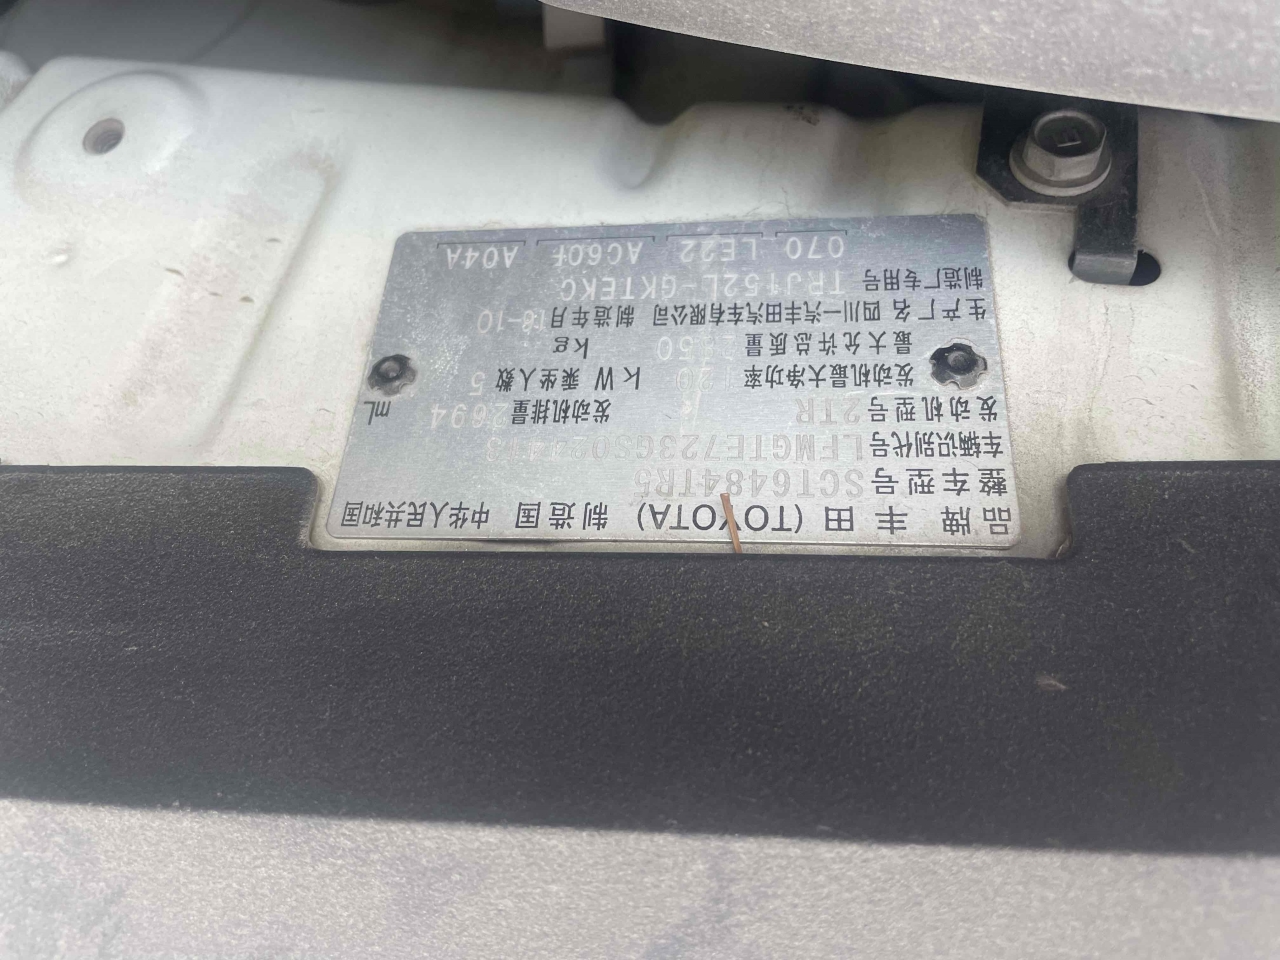 品牌 丰田(TOYOTA) 制造国 中华人民共和国
整车型号 SCT6484TR5
车辆识别代号
发动机型号 2TR 发动机排量 2694 mL
发动机最大净功率 120 KW 乘坐人数 5
最大允许总质量 kg
生产厂名 四川一汽丰田汽车有限公司 制造年月
制造厂专用号 TRJ152L-GKTEKC
070 LE22 AC60F A04A